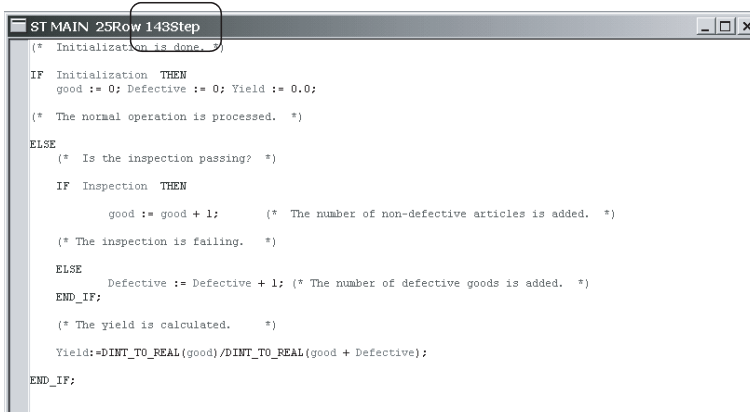 ST MAIN 25Row 143Step
(* Initialization is done. *)
IF Initialization THEN
good := 0; Defective := 0; Yield := 0.0;
(* The normal operation is processed. *)
ELSE
(* Is the inspection passing? *)
IF Inspection THEN
good := good + 1; (* The number of non-defective articles is added. *)
(* The inspection is failing. *)
ELSE
Defective := Defective + 1; (* The number of defective goods is added. *)
END_IF;
(* The yield is calculated. *)
Yield:=DINT_TO_REAL(good)/DINT_TO_REAL(good + Defective);
END_IF;